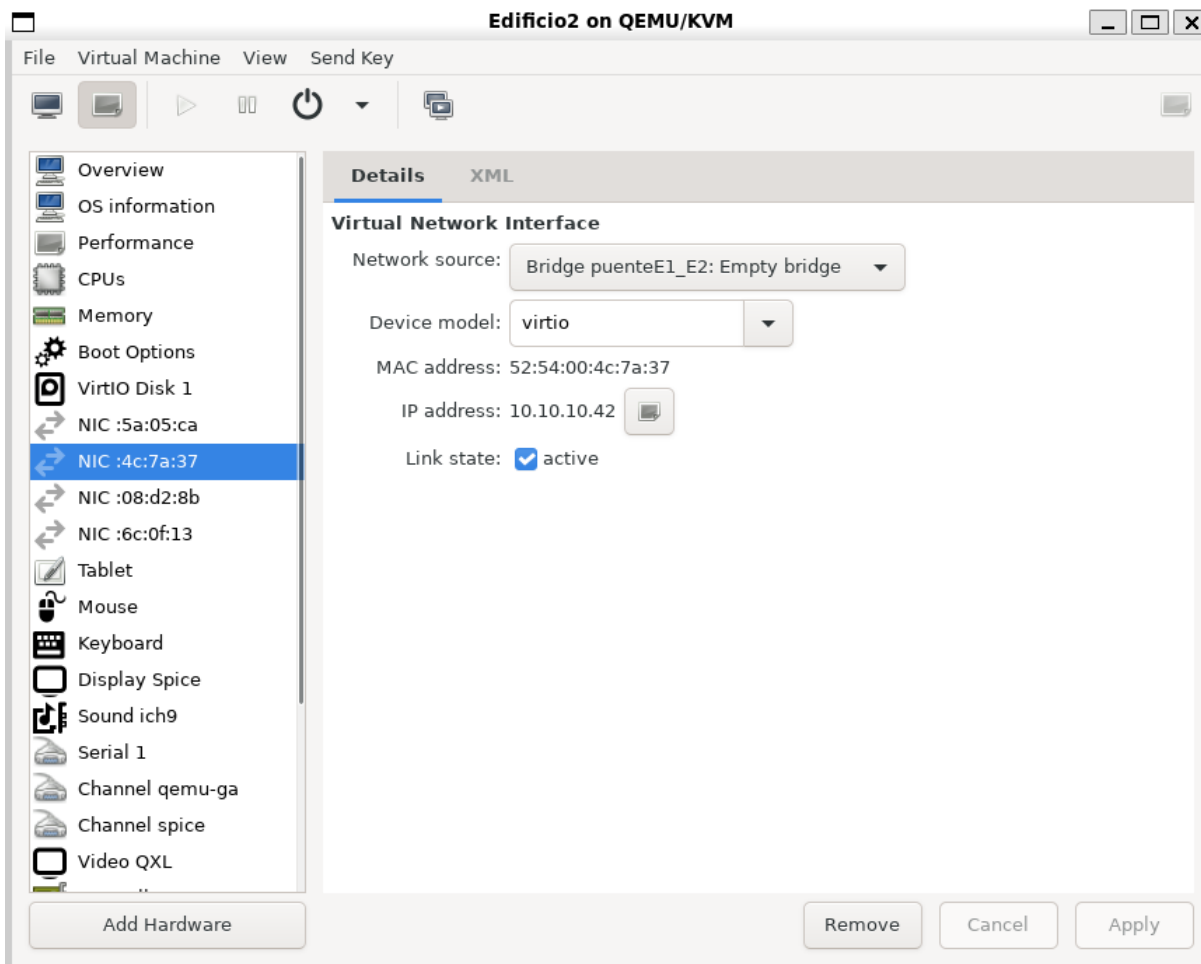 Edificio2 on QEMU/KVM
File Virtual Machine View Send Key
Overview
OS information
Performance
CPUs
Memory
Boot Options
VirtIO Disk 1
NIC :5a:05:ca
NIC :4c:7a:37
NIC :08:d2:8b
NIC :6c:0f:13
Tablet
Mouse
Keyboard
Display Spice
Sound ich9
Serial 1
Channel qemu-ga
Channel spice
Video QXL
Add Hardware
Details XML
Virtual Network Interface
Network source: Bridge puenteE1_E2: Empty bridge
Device model: virtio
MAC address: 52:54:00:4c:7a:37
IP address: 10.10.10.42
Link state: active
Remove Cancel Apply